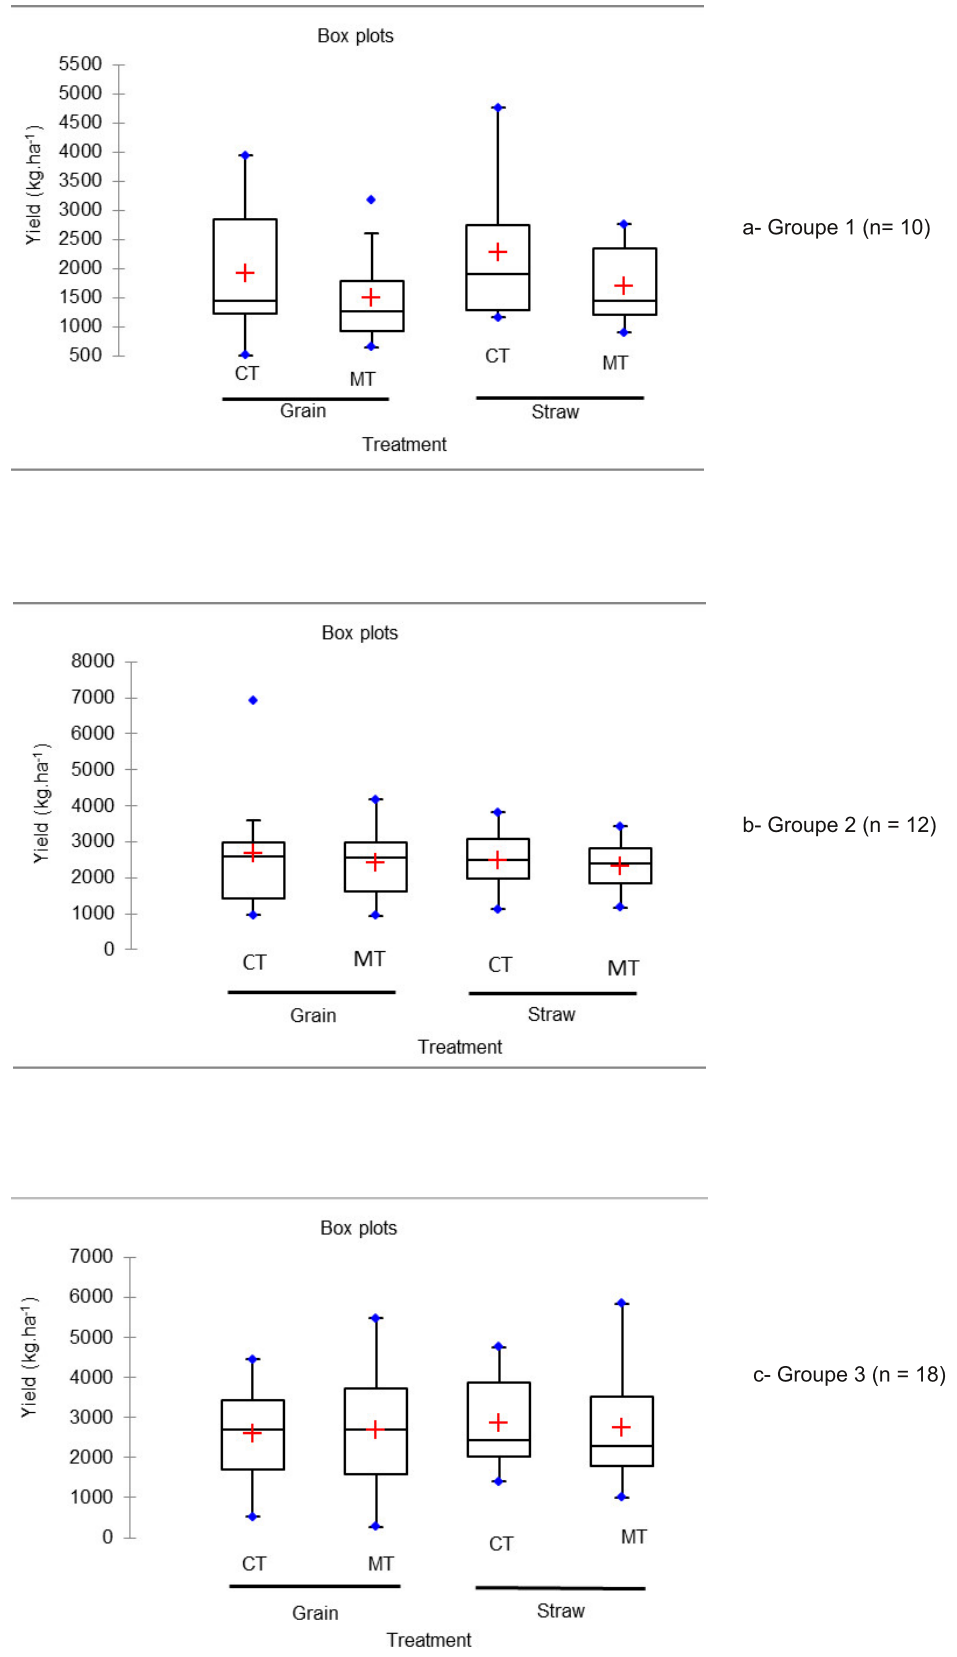 Box plots
5500
5000
4500
4000
3500
3000
2500
2000
1500
1000
500
Yield (kg.ha-1)
CT
MT
CT
MT
Grain
Straw
Treatment
a- Groupe 1 (n= 10)
Box plots
8000
7000
6000
5000
4000
3000
2000
1000
0
Yield (kg.ha-1)
CT
MT
CT
MT
Grain
Straw
Treatment
b- Groupe 2 (n = 12)
Box plots
7000
6000
5000
4000
3000
2000
1000
0
Yield (kg.ha-1)
CT
MT
CT
MT
Grain
Straw
Treatment
c- Groupe 3 (n = 18)